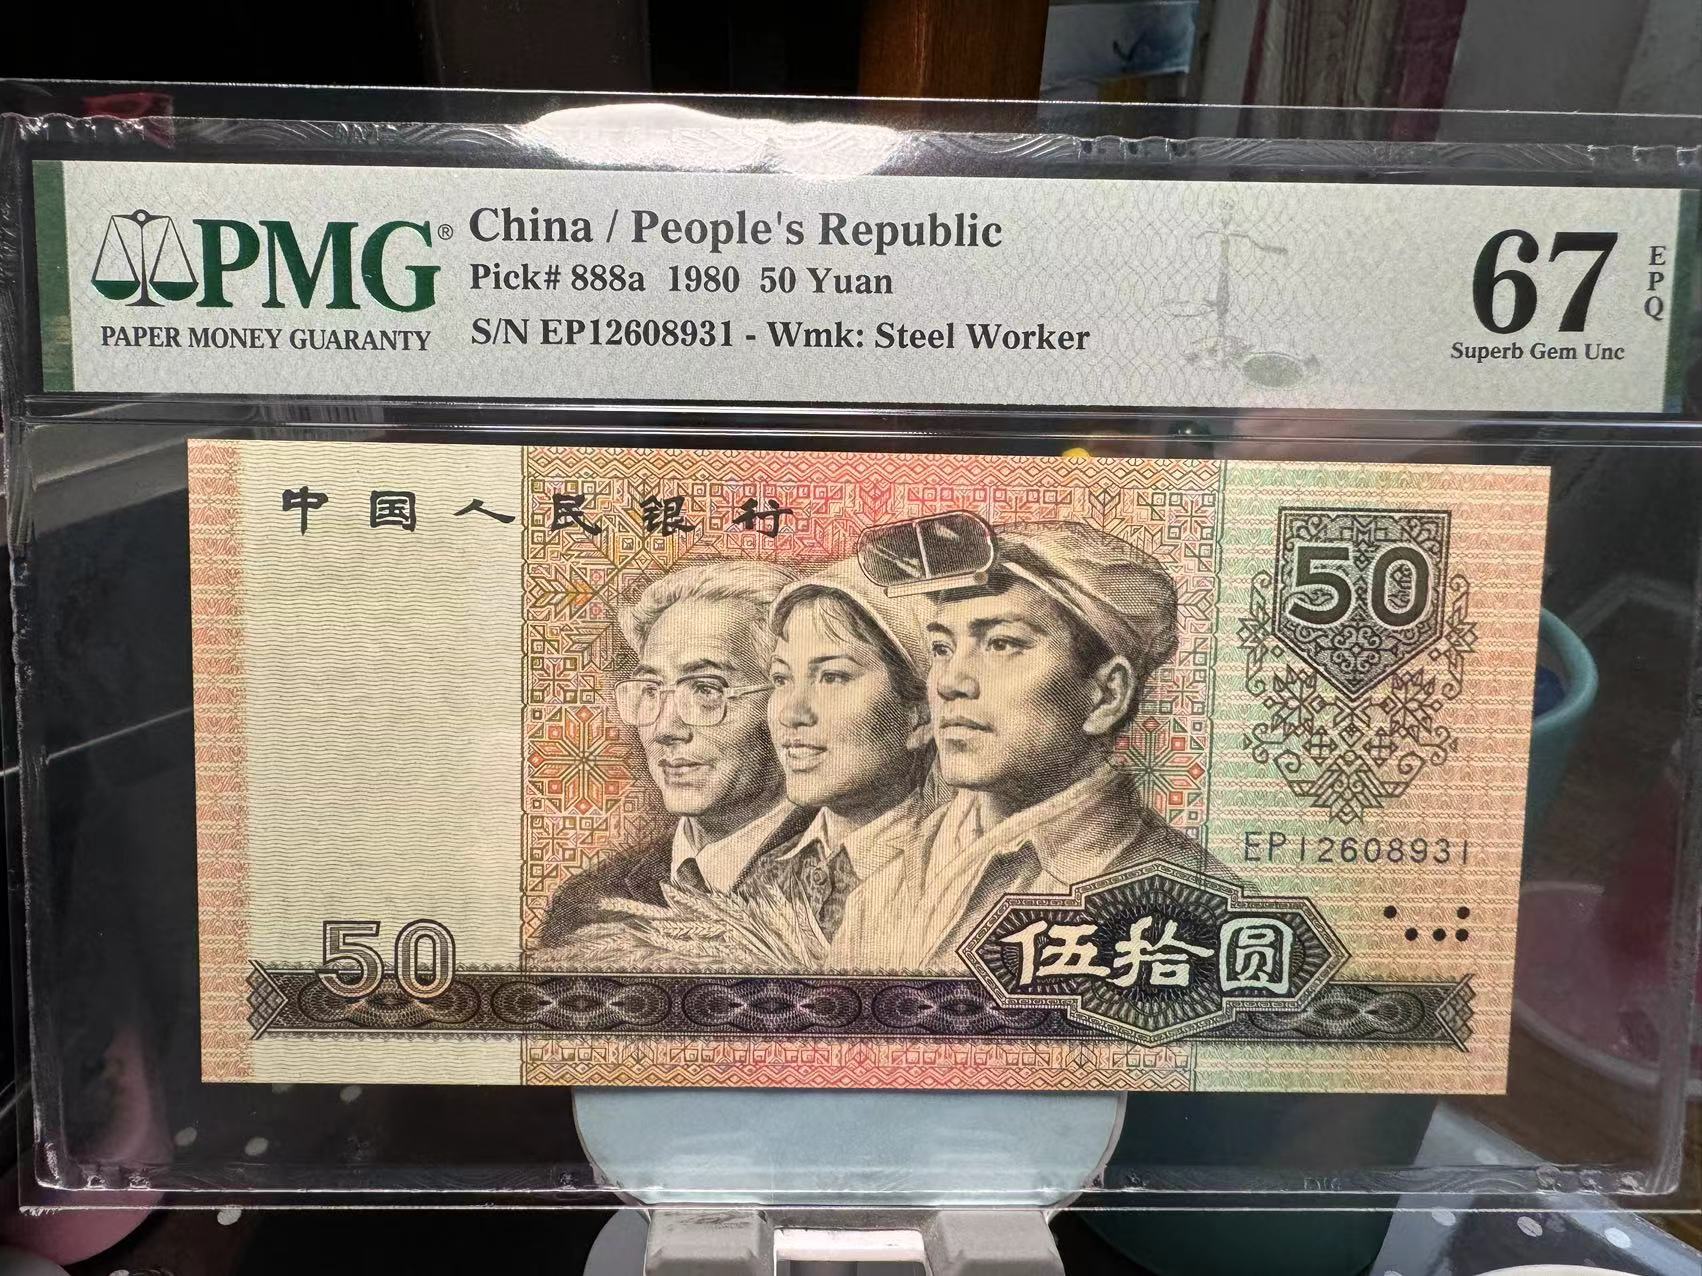 PMG®
PAPER MONEY GUARANTY
China / People's Republic
Pick# 888a 1980 50 Yuan
S/N EP12608931 - Wmk: Steel Worker
67
EPQ
Superb Gem Unc
中国人民银行
50
EP12608931
50
伍拾圆